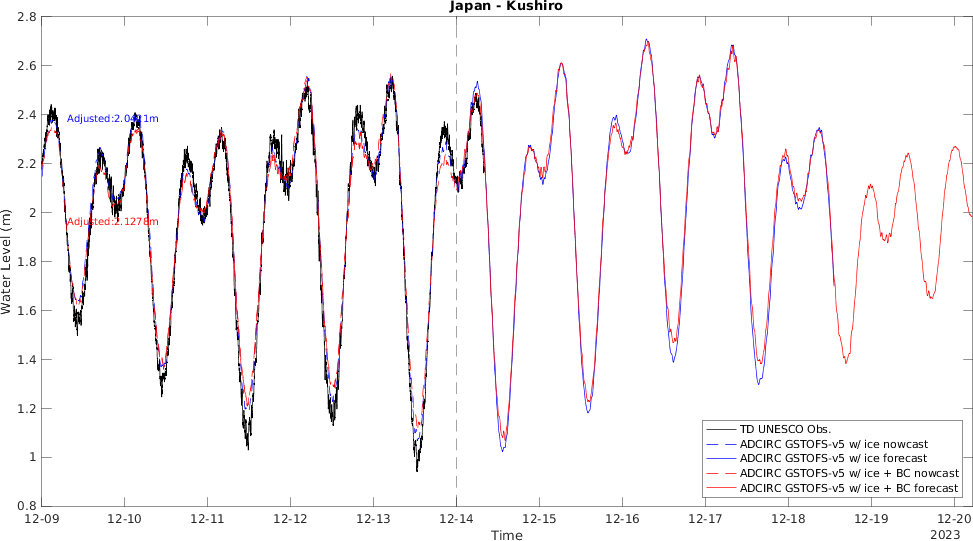 Japan - Kushiro
2.8
2.6
2.4
2.2
2
1.8
1.6
1.4
1.2
1
0.8
Water Level (m)
Adjusted:2.1278m
TD UNESCO Obs.
ADCIRC GSTOFS-v5 w/ ice nowcast
ADCIRC GSTOFS-v5 w/ ice forecast
ADCIRC GSTOFS-v5 w/ ice + BC nowcast
ADCIRC GSTOFS-v5 w/ ice + BC forecast
12-09 12-10 12-11 12-12 12-13 12-14 12-15 12-16 12-17 12-18 12-19 12-20
Time
2023